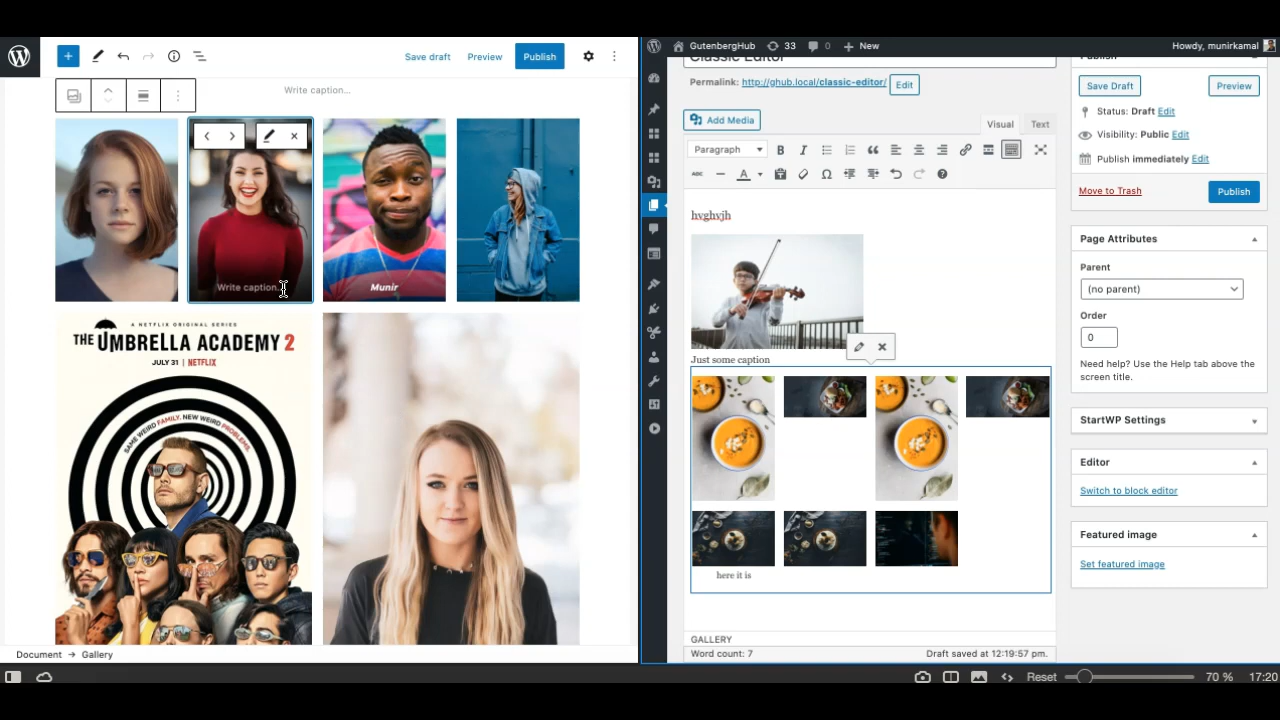 Save draft
Preview
Publish
Write caption...
Write caption...
Munir
A NETFLIX ORIGINAL SERIES
THE UMBRELLA ACADEMY 2
JULY 31 | NETFLIX
SAME WEIRD FAMILY. NEW WEIRD PROBLEMS.
Document → Gallery
GutenbergHub
33
0
+ New
Howdy, munirkamal
Classic Editor
Permalink: http://ghub.local/classic-editor/
Edit
Add Media
Visual
Text
Paragraph
B
I
ABC
A
hvghvjh
Just some caption
here it is
GALLERY
Word count: 7
Draft saved at 12:19:57 pm.
Publish
Save Draft
Preview
Status: Draft Edit
Visibility: Public Edit
Publish immediately Edit
Move to Trash
Publish
Page Attributes
Parent
(no parent)
Order
0
Need help? Use the Help tab above the
screen title.
StartWP Settings
Editor
Switch to block editor
Featured image
Set featured image
Reset
70 %
17:20